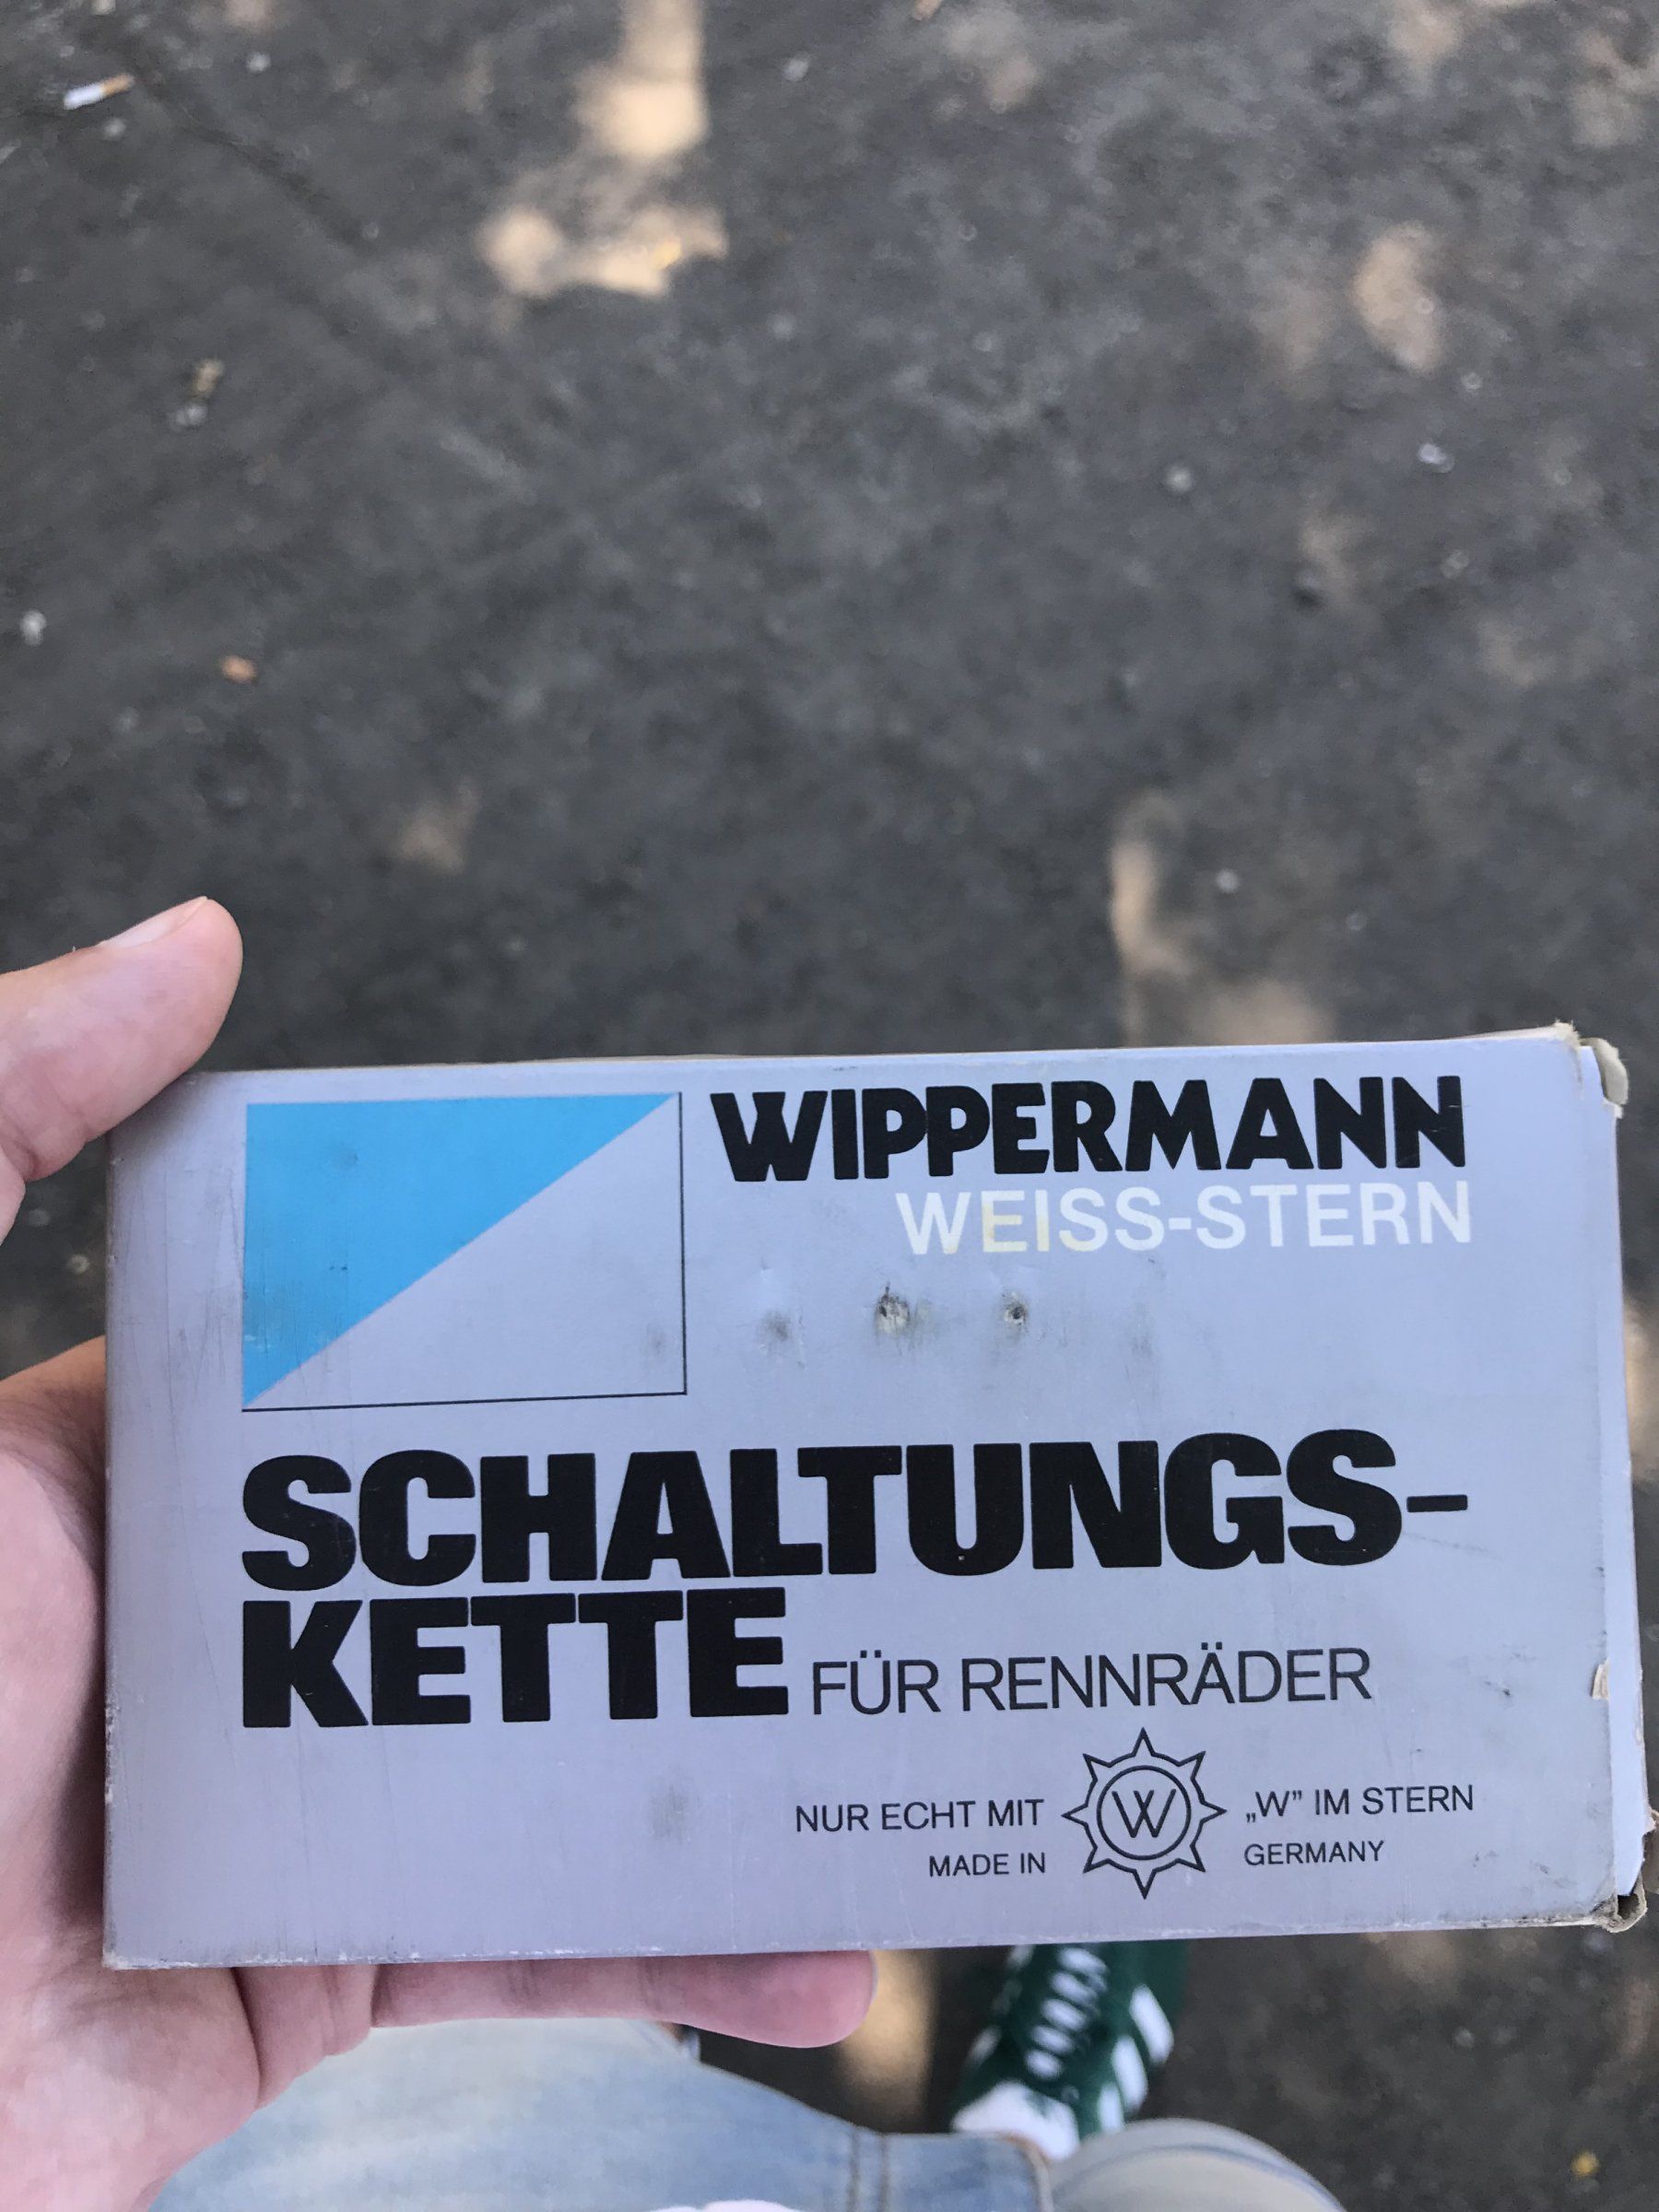 WIPPERMANN
WEISS-STERN
SCHALTUNGS-
KETTE FÜR RENNRÄDER
NUR ECHT MIT W „W” IM STERN
MADE IN GERMANY